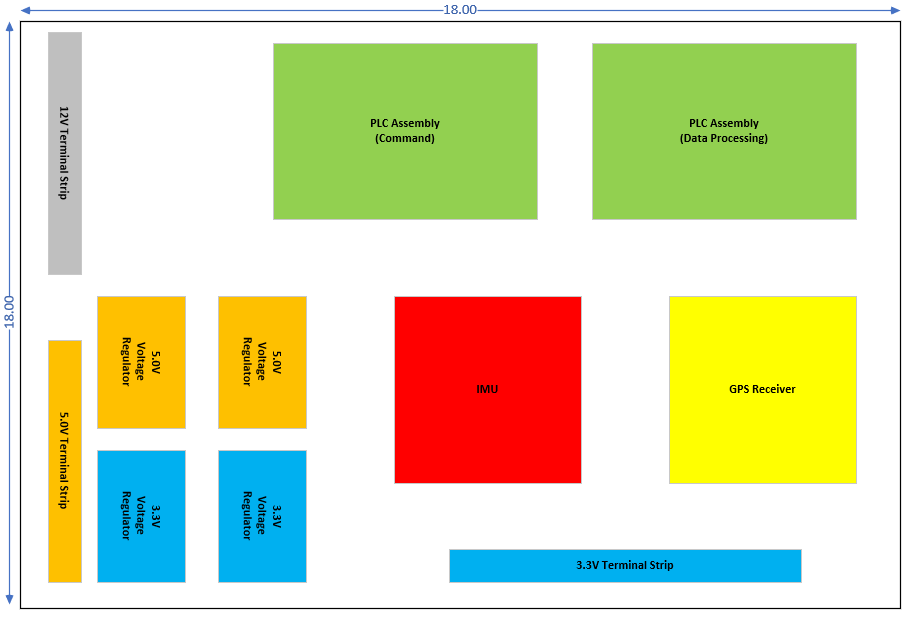 18.00
18.00
12V Terminal Strip
PLC Assembly
(Command)
PLC Assembly
(Data Processing)
5.0V
Voltage
Regulator
5.0V
Voltage
Regulator
IMU
GPS Receiver
5.0V Terminal Strip
3.3V
Voltage
Regulator
3.3V
Voltage
Regulator
3.3V Terminal Strip